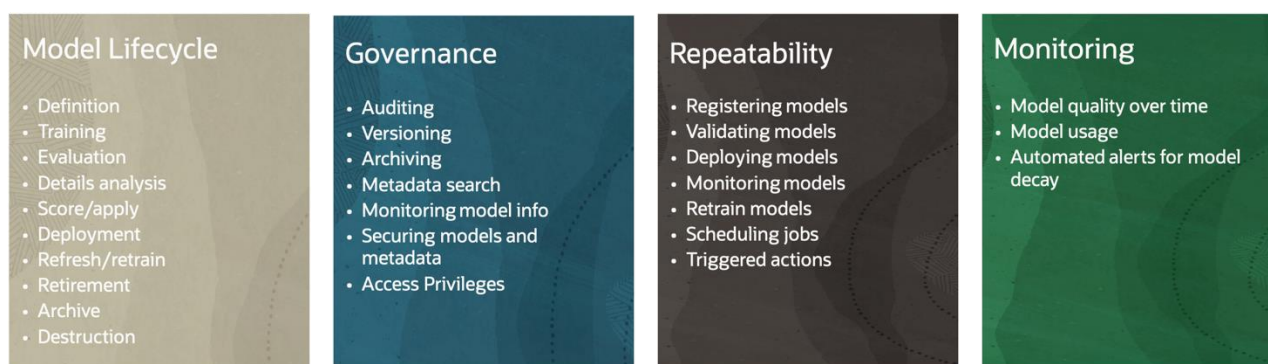 Model Lifecycle
• Definition
• Training
• Evaluation
• Details analysis
• Score/apply
• Deployment
• Refresh/retrain
• Retirement
• Archive
• Destruction
Governance
• Auditing
• Versioning
• Archiving
• Metadata search
• Monitoring model info
• Securing models and
metadata
• Access Privileges
Repeatability
• Registering models
• Validating models
• Deploying models
• Monitoring models
• Retrain models
• Scheduling jobs
• Triggered actions
Monitoring
• Model quality over time
• Model usage
• Automated alerts for model
decay